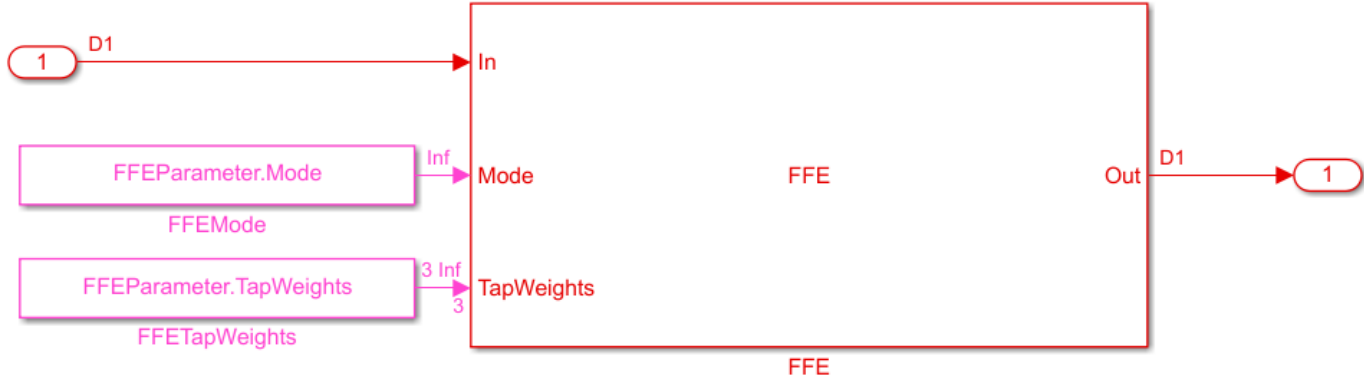 D1
1
In
FFEParameter.Mode
Inf
Mode
FFE
Out
D1
1
FFEMode
FFEParameter.TapWeights
3 Inf
3
TapWeights
FFETapWeights
FFE